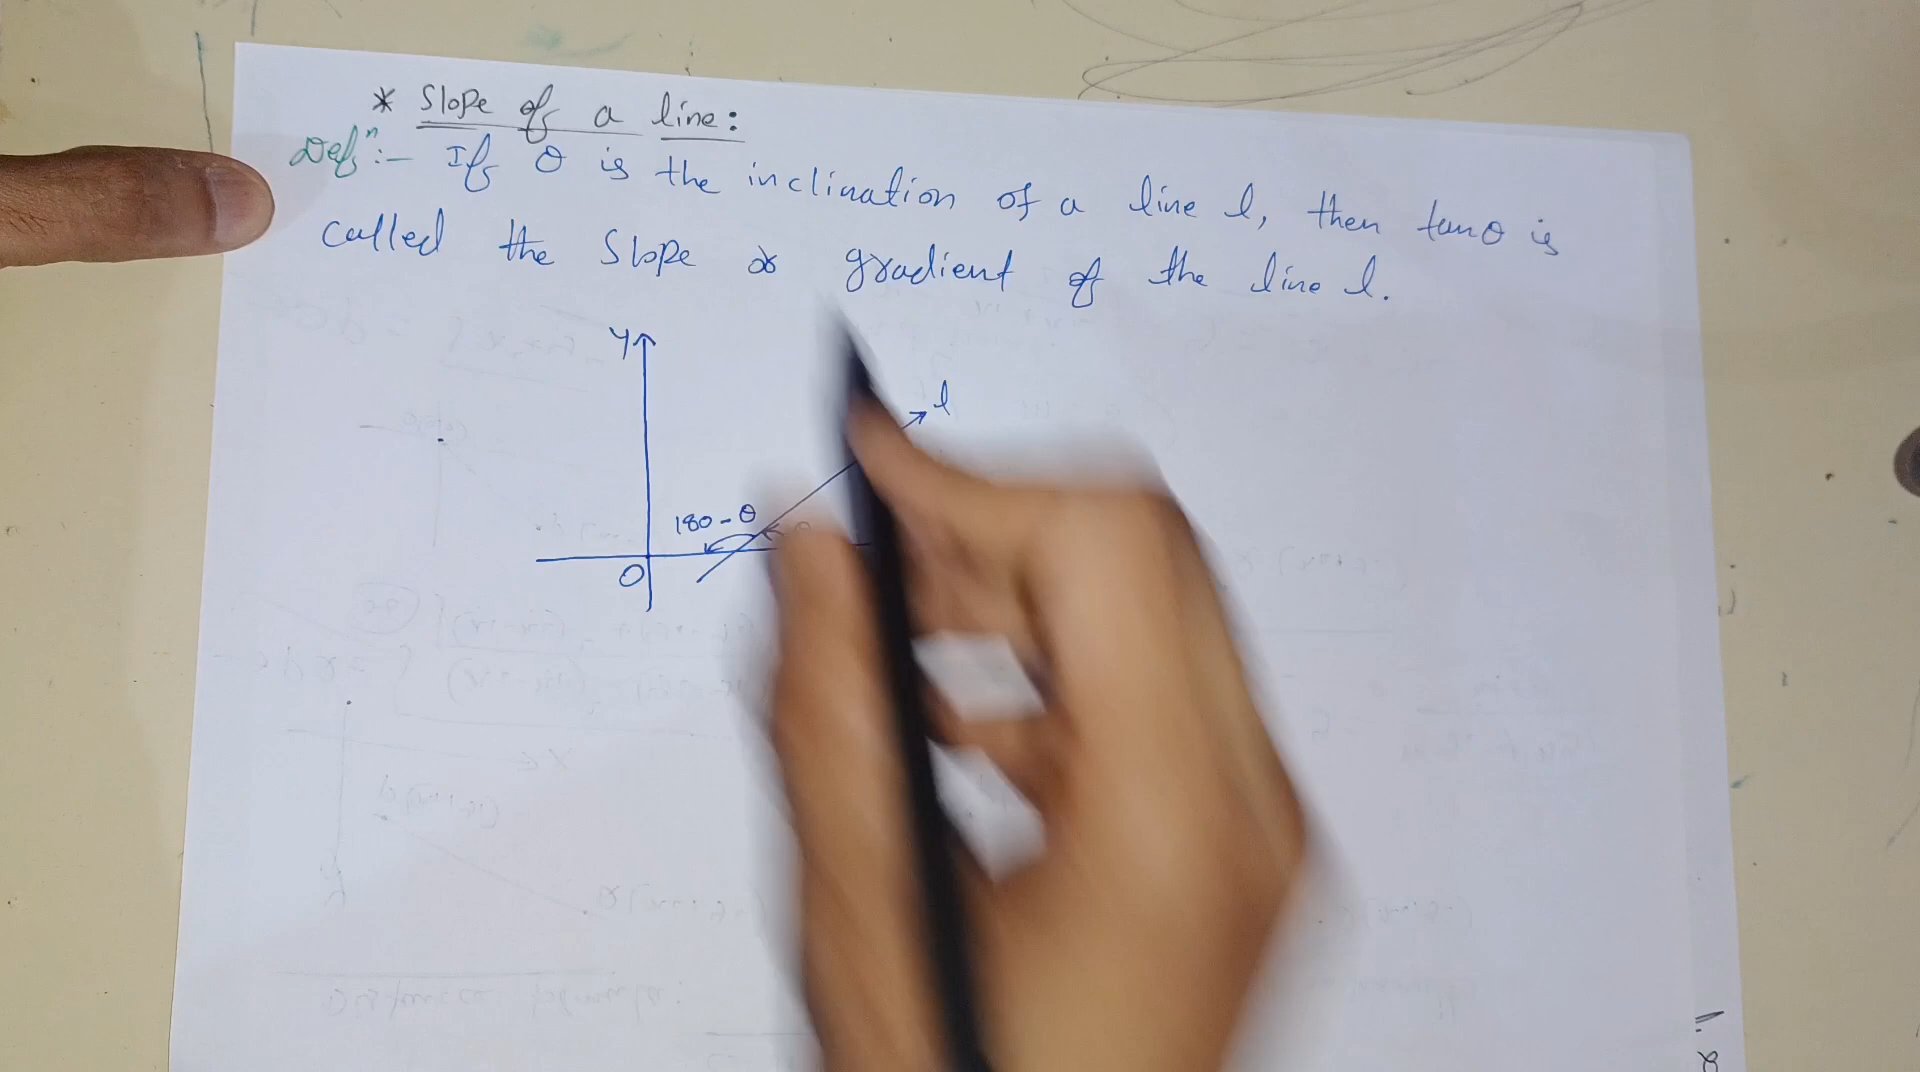 * Slope of a line:
Defⁿ:- If θ is the inclination of a line l, then tanθ is
called the Slope or gradient of the line l.
Y
l
180-θ
O